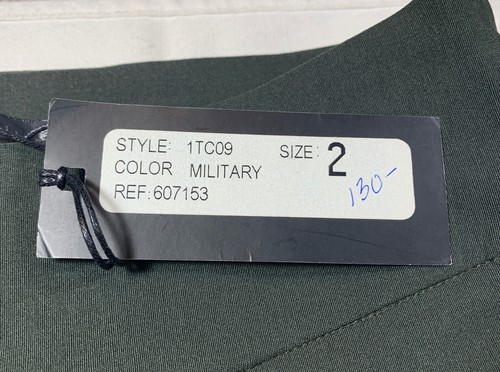 STYLE: 1TC09 SIZE: 2
COLOR MILITARY
REF:607153
130-